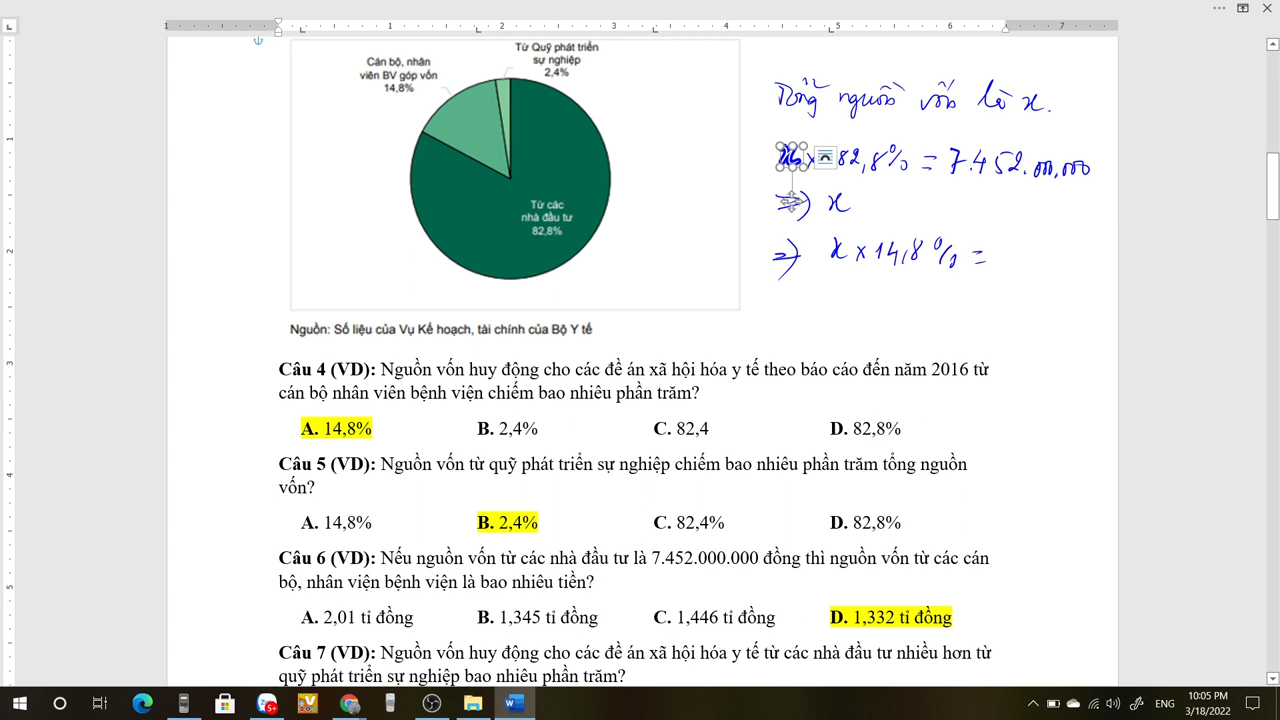 1 1 2 3 4 5 6 7
Từ Quỹ phát triển
sự nghiệp
2,4%
Cán bộ, nhân
viên BV góp vốn
14,8%
Từ các
nhà đầu tư
82,8%
Tổng nguồn vốn là x.
82,8% = 7.452.000.000
=> x
=> x x 14,8% =
Nguồn: Số liệu của Vụ Kế hoạch, tài chính của Bộ Y tế
Câu 4 (VD): Nguồn vốn huy động cho các đề án xã hội hóa y tế theo báo cáo đến năm 2016 từ
cán bộ nhân viên bệnh viện chiếm bao nhiêu phần trăm?
A. 14,8% B. 2,4% C. 82,4 D. 82,8%
Câu 5 (VD): Nguồn vốn từ quỹ phát triển sự nghiệp chiếm bao nhiêu phần trăm tổng nguồn
vốn?
A. 14,8% B. 2,4% C. 82,4% D. 82,8%
Câu 6 (VD): Nếu nguồn vốn từ các nhà đầu tư là 7.452.000.000 đồng thì nguồn vốn từ các cán
bộ, nhân viện bệnh viện là bao nhiêu tiền?
A. 2,01 tỉ đồng B. 1,345 tỉ đồng C. 1,446 tỉ đồng D. 1,332 tỉ đồng
Câu 7 (VD): Nguồn vốn huy động cho các đề án xã hội hóa y tế từ các nhà đầu tư nhiều hơn từ
quỹ phát triển sự nghiệp bao nhiêu phần trăm?
5+
ENG
10:05 PM
3/18/2022